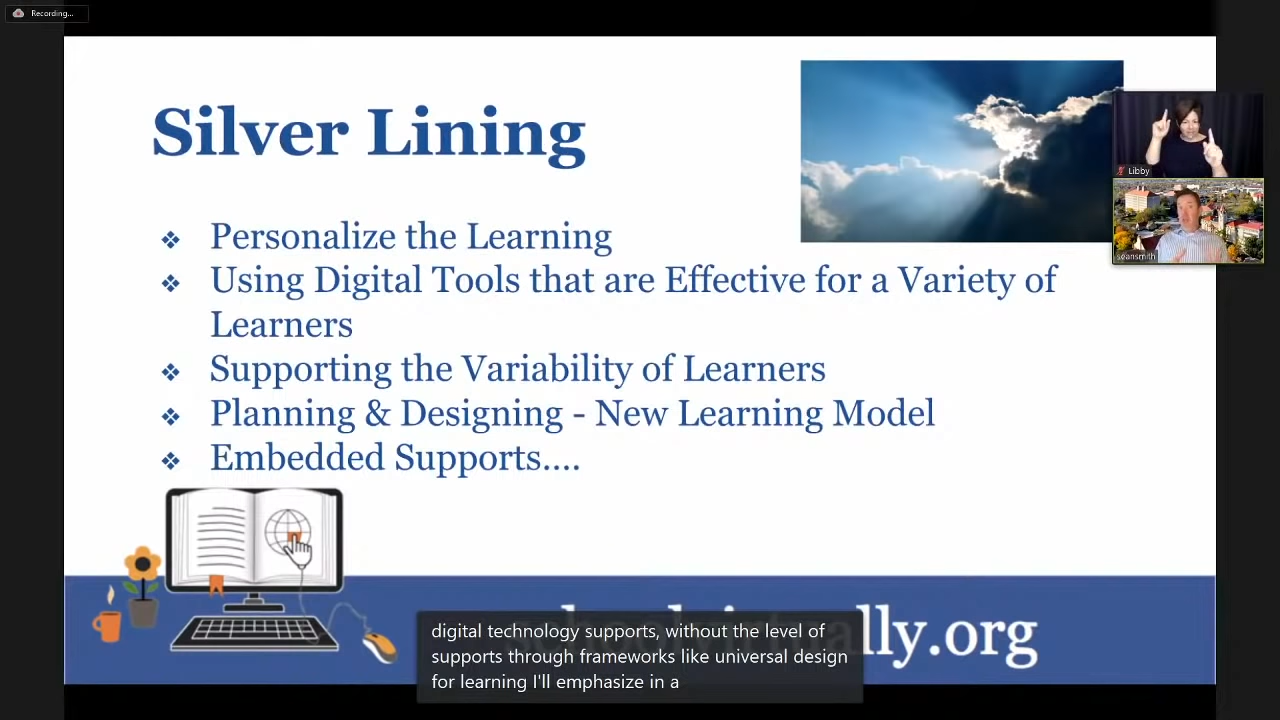 Recording...
Silver Lining
Libby
seansmith
❖ Personalize the Learning
❖ Using Digital Tools that are Effective for a Variety of
Learners
❖ Supporting the Variability of Learners
❖ Planning & Designing - New Learning Model
❖ Embedded Supports....
schoolvirtually.org
digital technology supports, without the level of
supports through frameworks like universal design
for learning I'll emphasize in a